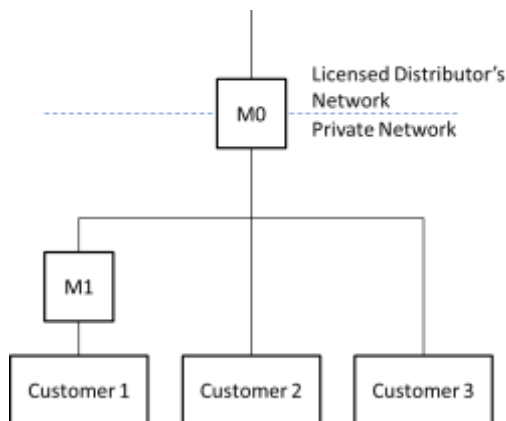 Licensed Distributor's
Network
M0
Private Network
M1
Customer 1
Customer 2
Customer 3